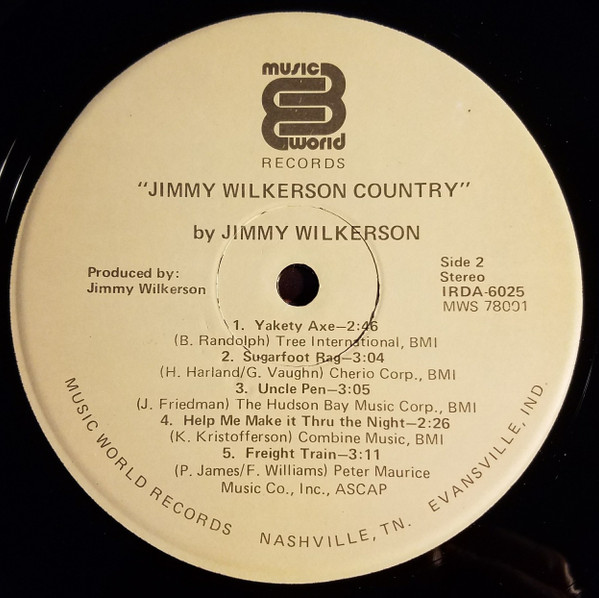 music
world
RECORDS
"JIMMY WILKERSON COUNTRY"
by JIMMY WILKERSON
Produced by:
Jimmy Wilkerson
Side 2
Stereo
IRDA-6025
MWS 78001
1. Yakety Axe—2:46
(B. Randolph) Tree International, BMI
2. Sugarfoot Rag—3:04
(H. Harland/G. Vaughn) Cherio Corp., BMI
3. Uncle Pen—3:05
(J. Friedman) The Hudson Bay Music Corp., BMI
4. Help Me Make it Thru the Night—2:26
(K. Kristofferson) Combine Music, BMI
5. Freight Train—3:11
(P. James/F. Williams) Peter Maurice
Music Co., Inc., ASCAP
MUSIC WORLD RECORDS NASHVILLE, TN. EVANSVILLE, IND.